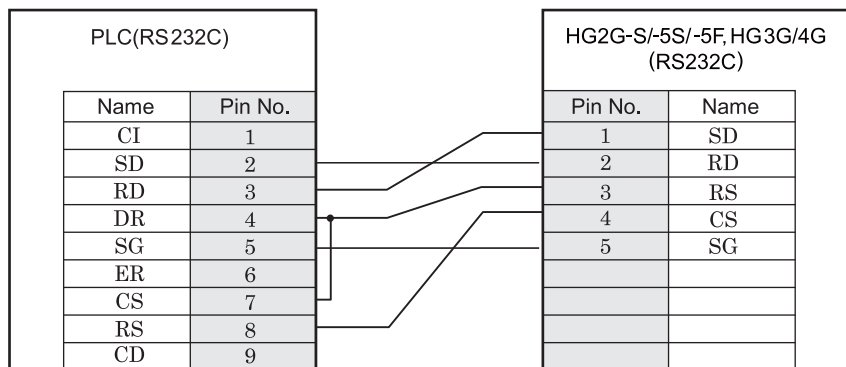 PLC(RS232C)
Name Pin No.
CI 1
SD 2
RD 3
DR 4
SG 5
ER 6
CS 7
RS 8
CD 9
HG2G-S/-5S/-5F, HG3G/4G
(RS232C)
Pin No. Name
1 SD
2 RD
3 RS
4 CS
5 SG